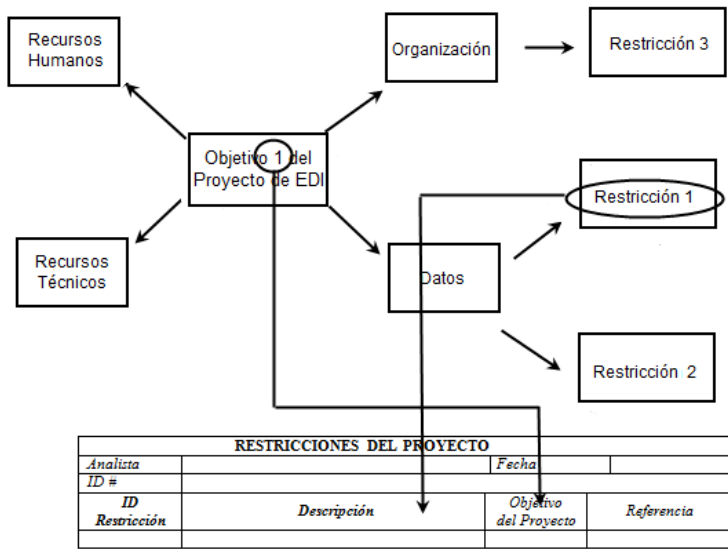 Recursos
Humanos
Organización
Restricción 3
Objetivo 1 del
Proyecto de EDI
Restricción 1
Recursos
Técnicos
Datos
Restricción 2
RESTRICCIONES DEL PROYECTO
Analista
Fecha
ID #
ID
Restricción
Descripción
Objetivo
del Proyecto
Referencia